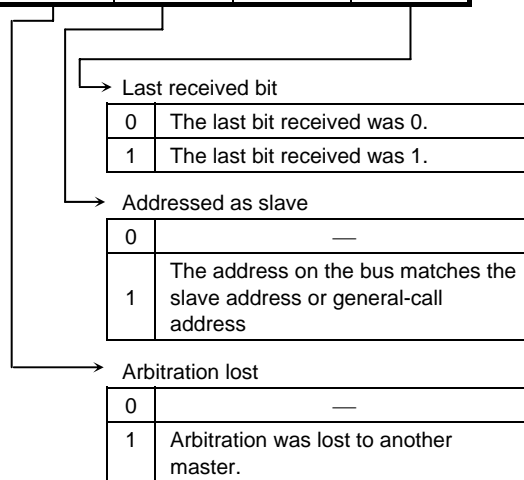 Last received bit
0 The last bit received was 0.
1 The last bit received was 1.
Addressed as slave
0 —
1 The address on the bus matches the
slave address or general-call
address
Arbitration lost
0 —
1 Arbitration was lost to another
master.